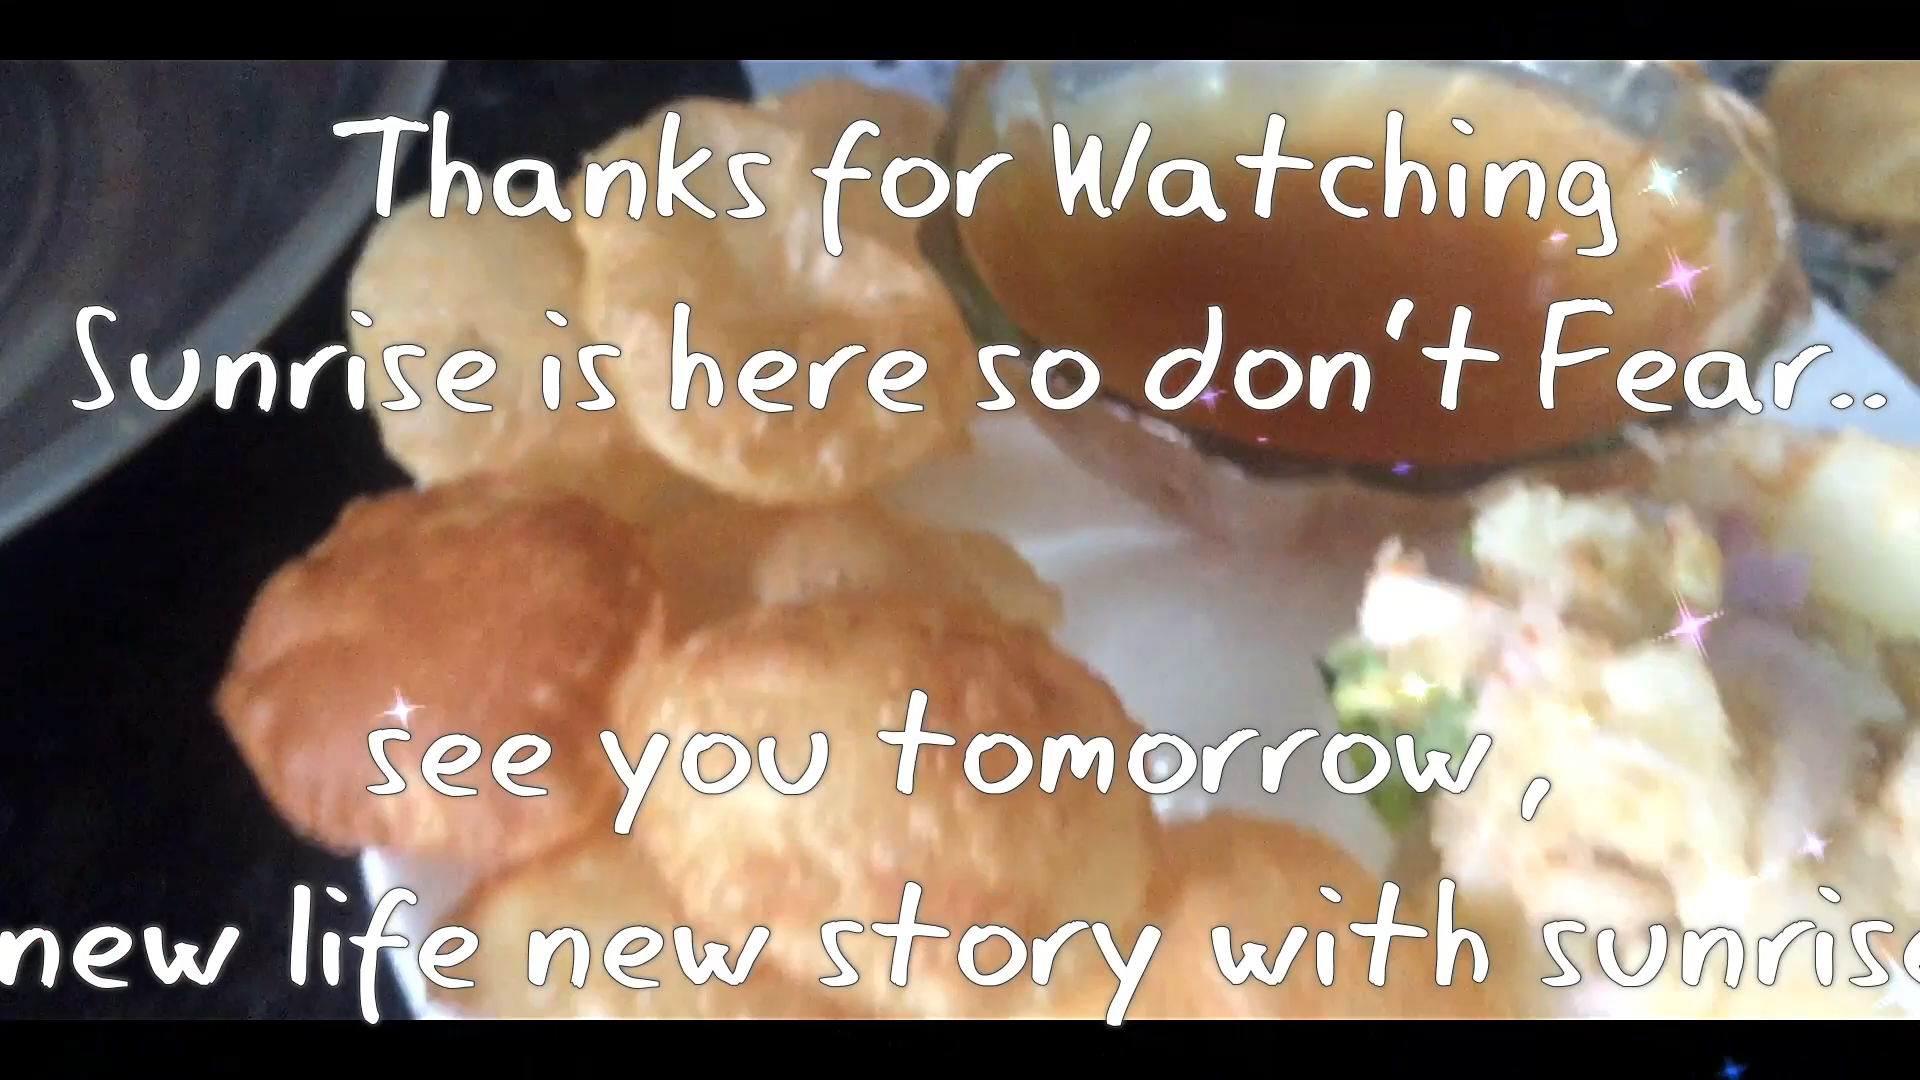 Thanks for Watching
Sunrise is here so don't Fear..
see you tomorrow,
new life new story with sunrise